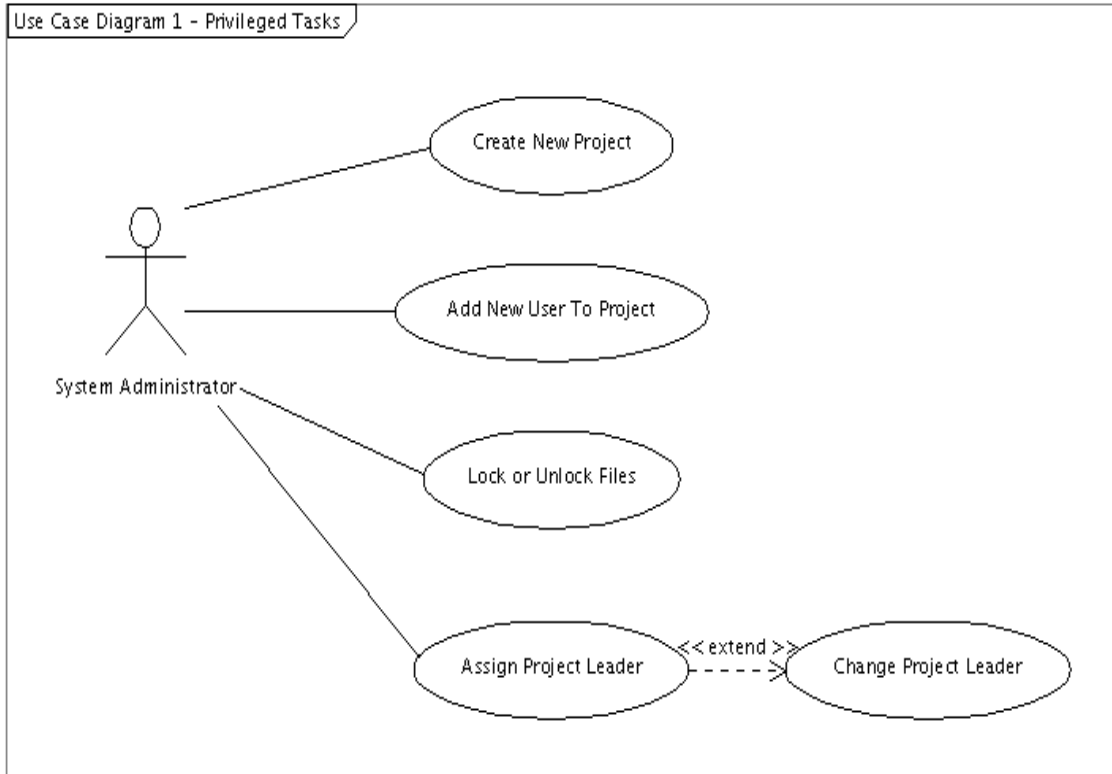 Use Case Diagram 1 - Privileged Tasks
Create New Project
Add New User To Project
System Administrator
Lock or Unlock Files
<< extend >>
Assign Project Leader
Change Project Leader